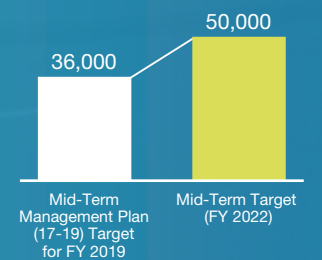 50,000
36,000
Mid-Term
Management Plan
(17-19) Target
for FY 2019
Mid-Term Target
(FY 2022)